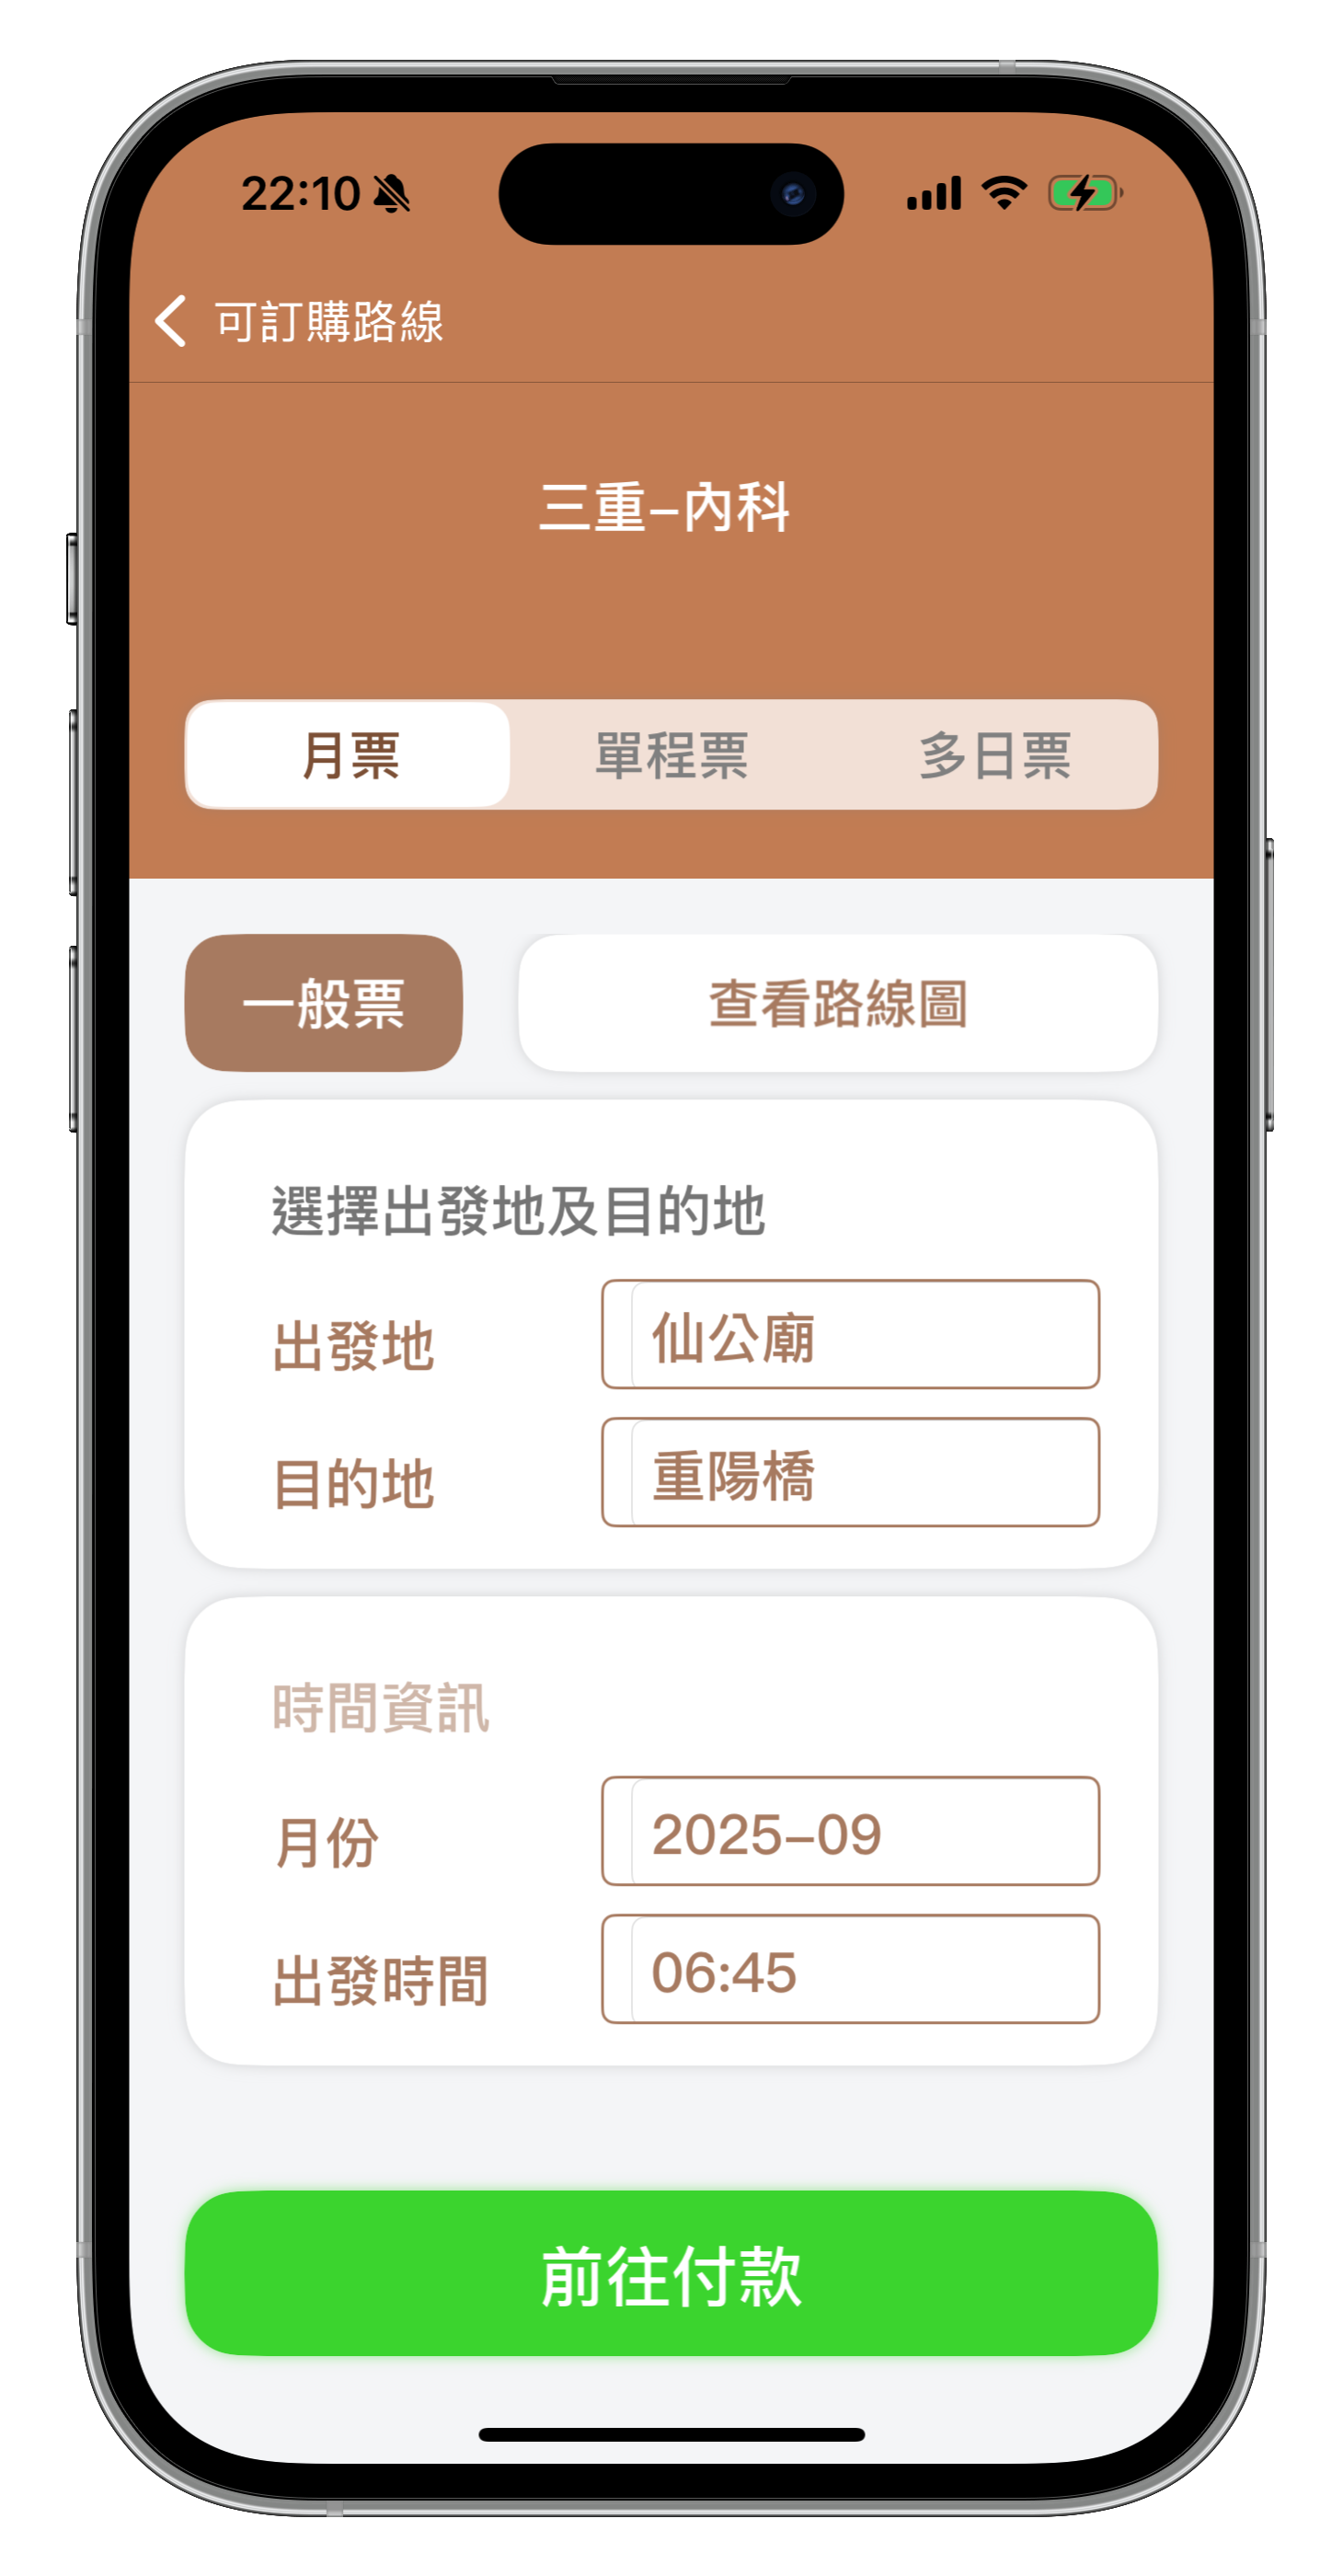 22:10
可訂購路線
三重–內科
月票 單程票 多日票
一般票 查看路線圖
選擇出發地及目的地
出發地 仙公廟
目的地 重陽橋
時間資訊
月份 2025–09
出發時間 06:45
前往付款